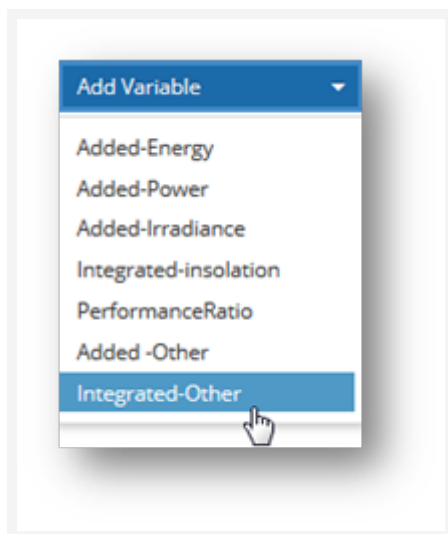 Add Variable
Added-Energy
Added-Power
Added-Irradiance
Integrated-insolation
PerformanceRatio
Added -Other
Integrated-Other